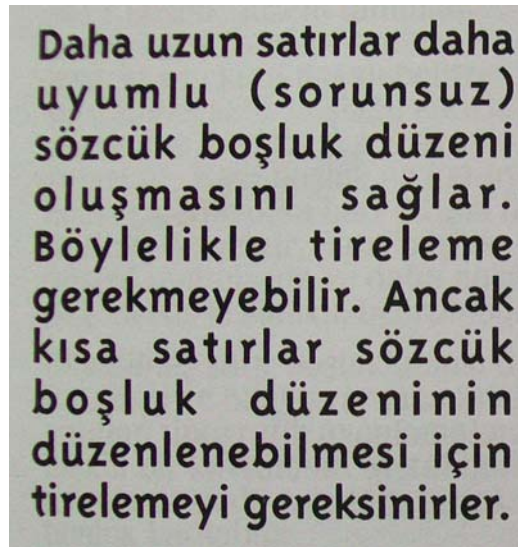 Daha uzun satırlar daha
uyumlu (sorunsuz)
sözcük boşluk düzeni
oluşmasını sağlar.
Böylelikle tireleme
gerekmeyebilir. Ancak
kısa satırlar sözcük
boşluk düzeninin
düzenlenebilmesi için
tirelemeyi gereksinirler.